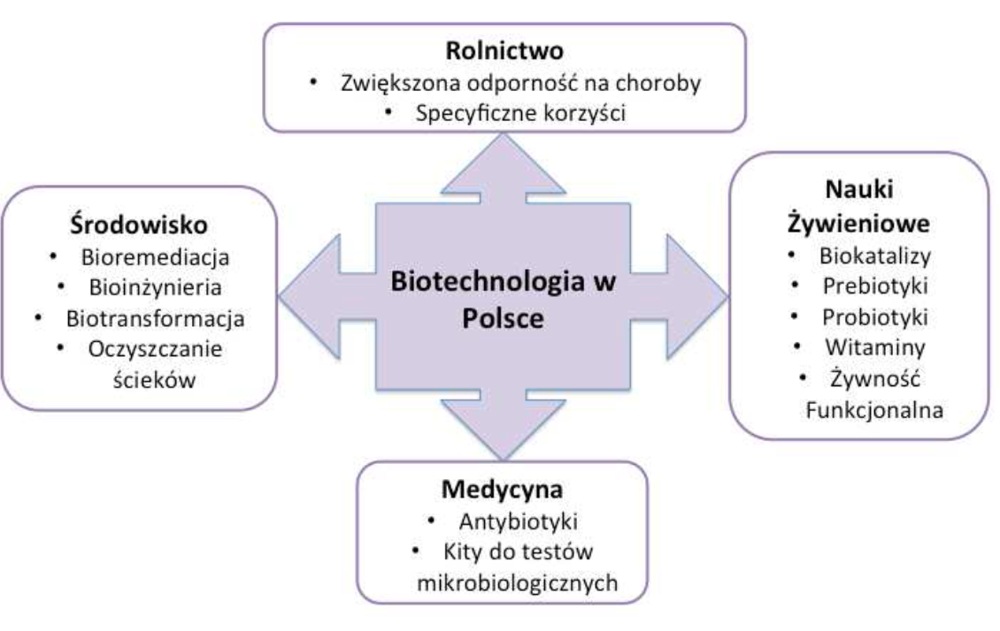 Rolnictwo
• Zwiększona odporność na choroby
• Specyficzne korzyści
Środowisko
• Bioremediacja
• Bioinżynieria
• Biotransformacja
• Oczyszczanie
ścieków
Biotechnologia w
Polsce
Nauki
Żywieniowe
• Biokatalizy
• Prebiotyki
• Probiotyki
• Witaminy
• Żywność
Funkcjonalna
Medycyna
• Antybiotyki
• Kity do testów
mikrobiologicznych